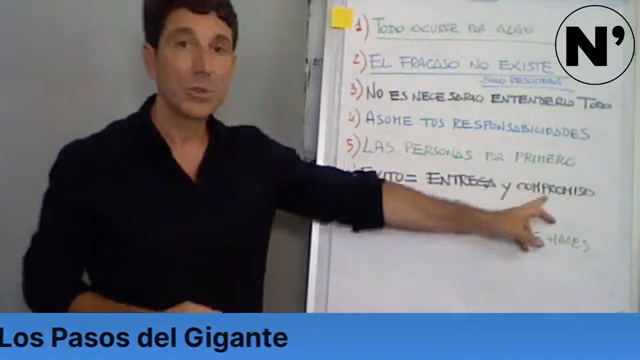 1) TODO OCURRE POR ALGO
2) EL FRACASO NO EXISTE
SOLO RESULTADOS
3) NO ES NECESARIO ENTENDERLO TODO
4) ASUME TUS RESPONSABILIDADES
5) LAS PERSONAS POR PRIMERO
EXITO = ENTREGA Y COMPROMISO
HACES
N'
Los Pasos del Gigante